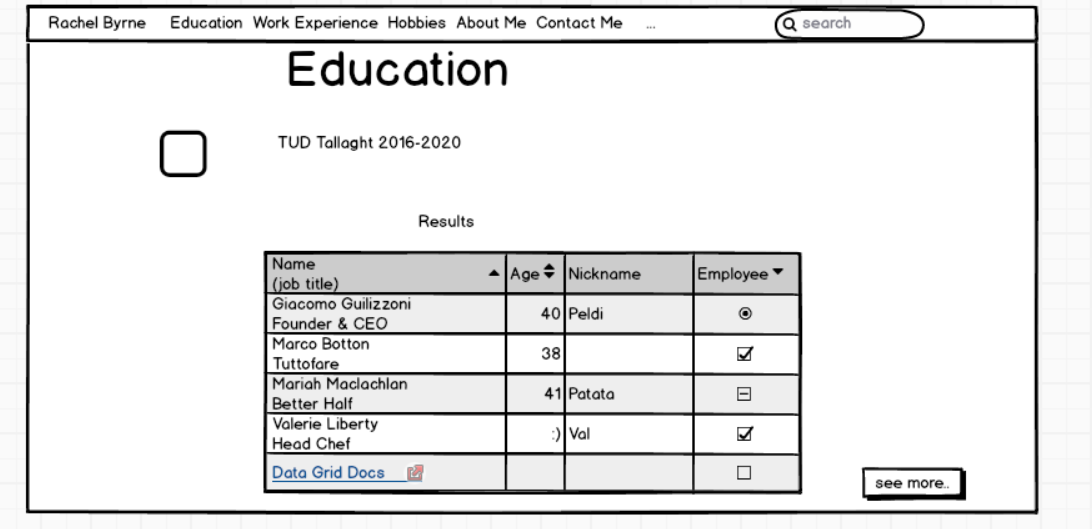 Rachel Byrne Education Work Experience Hobbies About Me Contact Me ... search
Education
TUD Tallaght 2016-2020
Results
Name
(job title) Age Nickname Employee
Giacomo Guilizzoni
Founder & CEO 40 Peldi
Marco Botton
Tuttofare 38
Mariah Maclachlan
Better Half 41 Patata
Valerie Liberty
Head Chef :) Val
Data Grid Docs
see more..